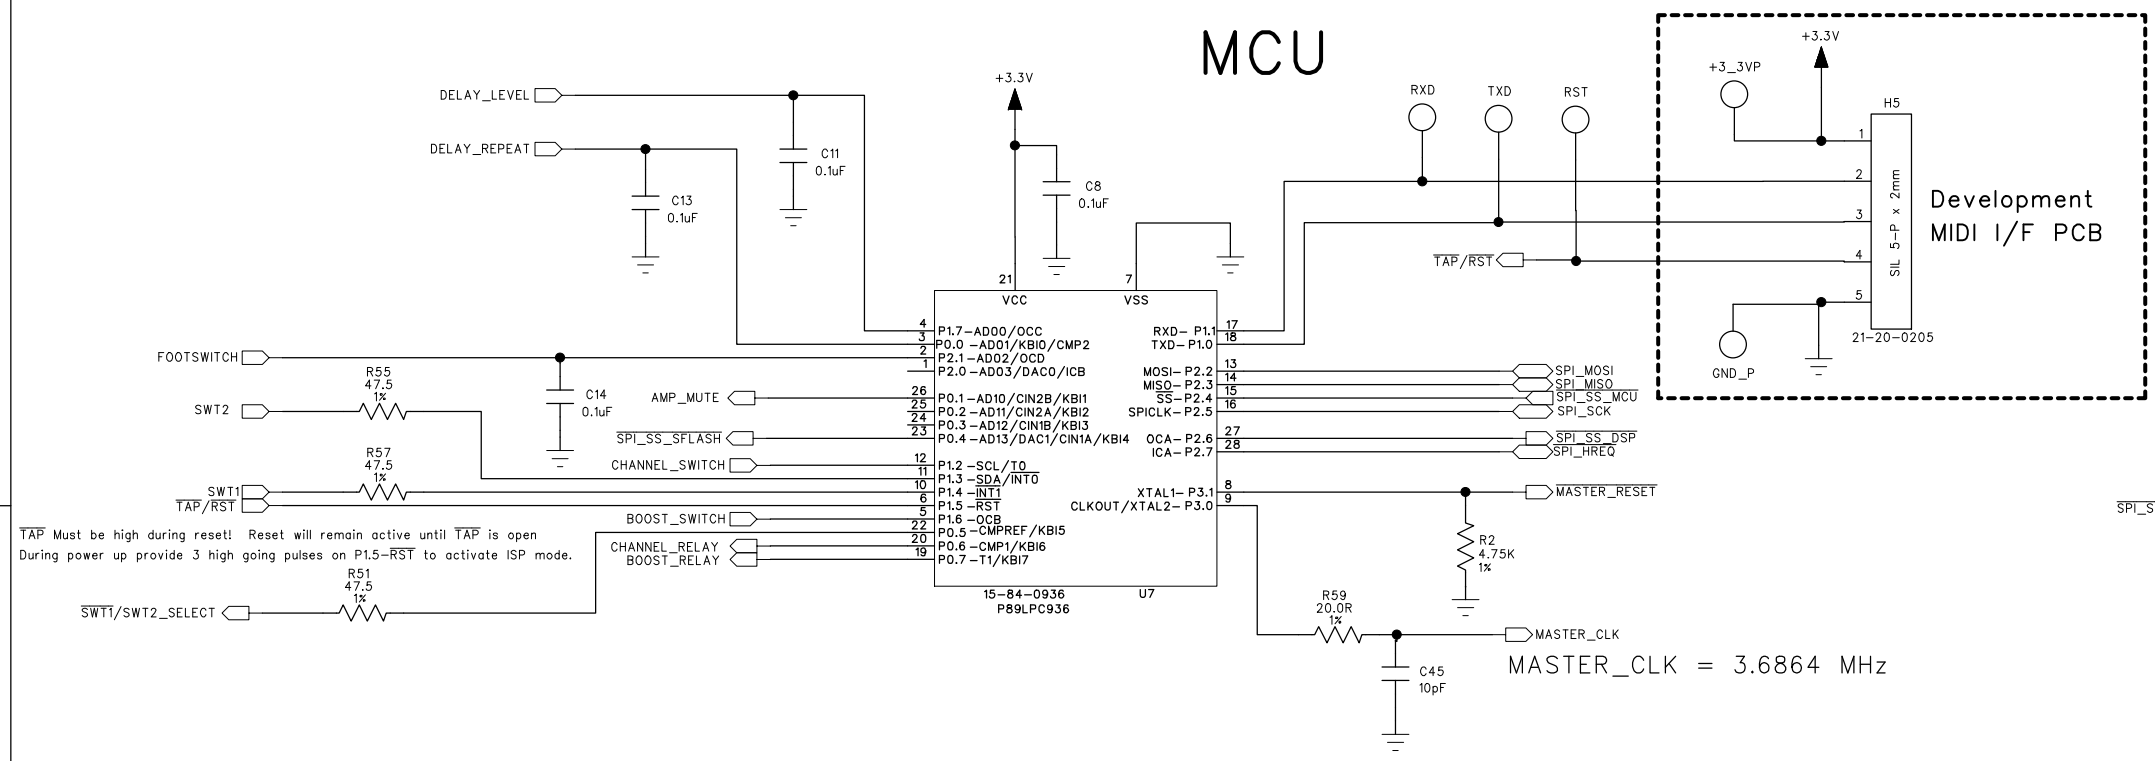 MCU
+3.3V
+3_3VP
+3.3V
DELAY_LEVEL
RXD
TXD
RST
H5
DELAY_REPEAT
C11
0.1uF
C13
0.1uF
C8
0.1uF
1
2
3
4
5
SIL 5-P x 2mm
Development
MIDI I/F PCB
TAP/RST
21-20-0205
GND_P
21
VCC
7
VSS
4 P1.7-AD00/OCC
3 P0.0-AD01/KBI0/CMP2
2 P2.1-AD02/OCD
1 P2.0-AD03/DAC0/ICB
26 P0.1-AD10/CIN2B/KBI1
25 P0.2-AD11/CIN2A/KBI2
24 P0.3-AD12/CIN1B/KBI3
23 P0.4-AD13/DAC1/CIN1A/KBI4
12 P1.2-SCL/T0
11 P1.3-SDA/INT0
10 P1.4-INT1
6 P1.5-RST
5 P1.6-OCB
22 P0.5-CMPREF/KBI5
20 P0.6-CMP1/KBI6
19 P0.7-T1/KBI7
RXD-P1.1 17
TXD-P1.0 18
MOSI-P2.2 13
MISO-P2.3 14
SS-P2.4 15
SPICLK-P2.5 16
OCA-P2.6 27
ICA-P2.7 28
XTAL1-P3.1 8
CLKOUT/XTAL2-P3.0 9
15-84-0936
P89LPC936
U7
FOOTSWITCH
R55
47.5
1%
SWT2
C14
0.1uF
AMP_MUTE
SPI_SS_SFLASH
CHANNEL_SWITCH
R57
47.5
1%
SWT1
TAP/RST
BOOST_SWITCH
CHANNEL_RELAY
BOOST_RELAY
TAP Must be high during reset! Reset will remain active until TAP is open
During power up provide 3 high going pulses on P1.5-RST to activate ISP mode.
R51
47.5
1%
SWT1/SWT2_SELECT
SPI_MOSI
SPI_MISO
SPI_SS_MCU
SPI_SCK
SPI_SS_DSP
SPI_HREQ
MASTER_RESET
R2
4.75K
1%
R59
20.0R
1%
MASTER_CLK
MASTER_CLK = 3.6864 MHz
C45
10pF
SPI_S